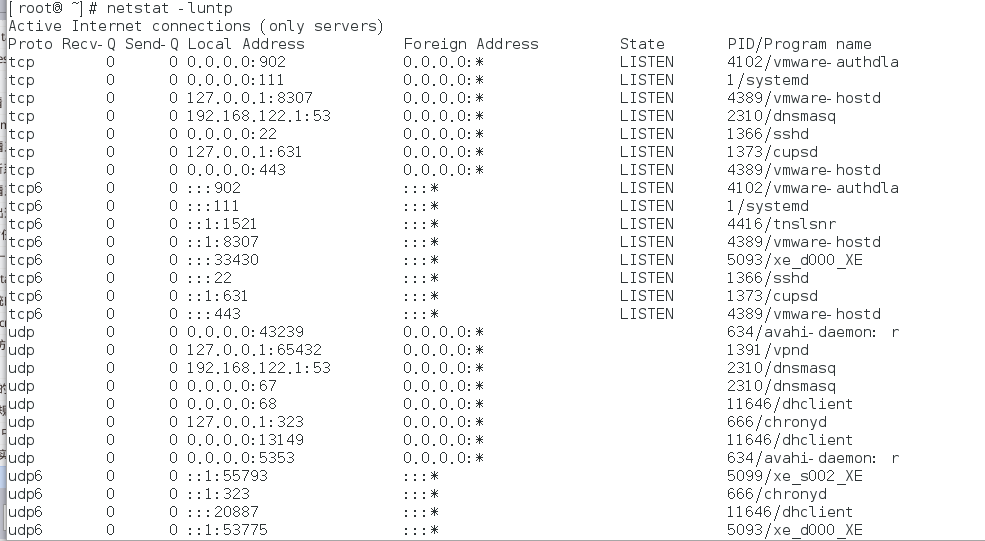 [root@ ~]# netstat -luntp
Active Internet connections (only servers)
Proto Recv-Q Send-Q Local Address Foreign Address State PID/Program name
tcp 0 0 0.0.0.0:902 0.0.0.0:* LISTEN 4102/vmware-authdla
tcp 0 0 0.0.0.0:111 0.0.0.0:* LISTEN 1/systemd
tcp 0 0 127.0.0.1:8307 0.0.0.0:* LISTEN 4389/vmware-hostd
tcp 0 0 192.168.122.1:53 0.0.0.0:* LISTEN 2310/dnsmasq
tcp 0 0 0.0.0.0:22 0.0.0.0:* LISTEN 1366/sshd
tcp 0 0 127.0.0.1:631 0.0.0.0:* LISTEN 1373/cupsd
tcp 0 0 0.0.0.0:443 0.0.0.0:* LISTEN 4389/vmware-hostd
tcp6 0 0 :::902 :::* LISTEN 4102/vmware-authdla
tcp6 0 0 :::111 :::* LISTEN 1/systemd
tcp6 0 0 ::1:1521 :::* LISTEN 4416/tnslsnr
tcp6 0 0 ::1:8307 :::* LISTEN 4389/vmware-hostd
tcp6 0 0 :::33430 :::* LISTEN 5093/xe_d000_XE
tcp6 0 0 :::22 :::* LISTEN 1366/sshd
tcp6 0 0 ::1:631 :::* LISTEN 1373/cupsd
tcp6 0 0 :::443 :::* LISTEN 4389/vmware-hostd
udp 0 0 0.0.0.0:43239 0.0.0.0:* 634/avahi-daemon: r
udp 0 0 127.0.0.1:65432 0.0.0.0:* 1391/vpnd
udp 0 0 192.168.122.1:53 0.0.0.0:* 2310/dnsmasq
udp 0 0 0.0.0.0:67 0.0.0.0:* 2310/dnsmasq
udp 0 0 0.0.0.0:68 0.0.0.0:* 11646/dhclient
udp 0 0 127.0.0.1:323 0.0.0.0:* 666/chronyd
udp 0 0 0.0.0.0:13149 0.0.0.0:* 11646/dhclient
udp 0 0 0.0.0.0:5353 0.0.0.0:* 634/avahi-daemon: r
udp6 0 0 ::1:55793 :::* 5099/xe_s002_XE
udp6 0 0 ::1:323 :::* 666/chronyd
udp6 0 0 :::20887 :::* 11646/dhclient
udp6 0 0 ::1:53775 :::* 5093/xe_d000_XE